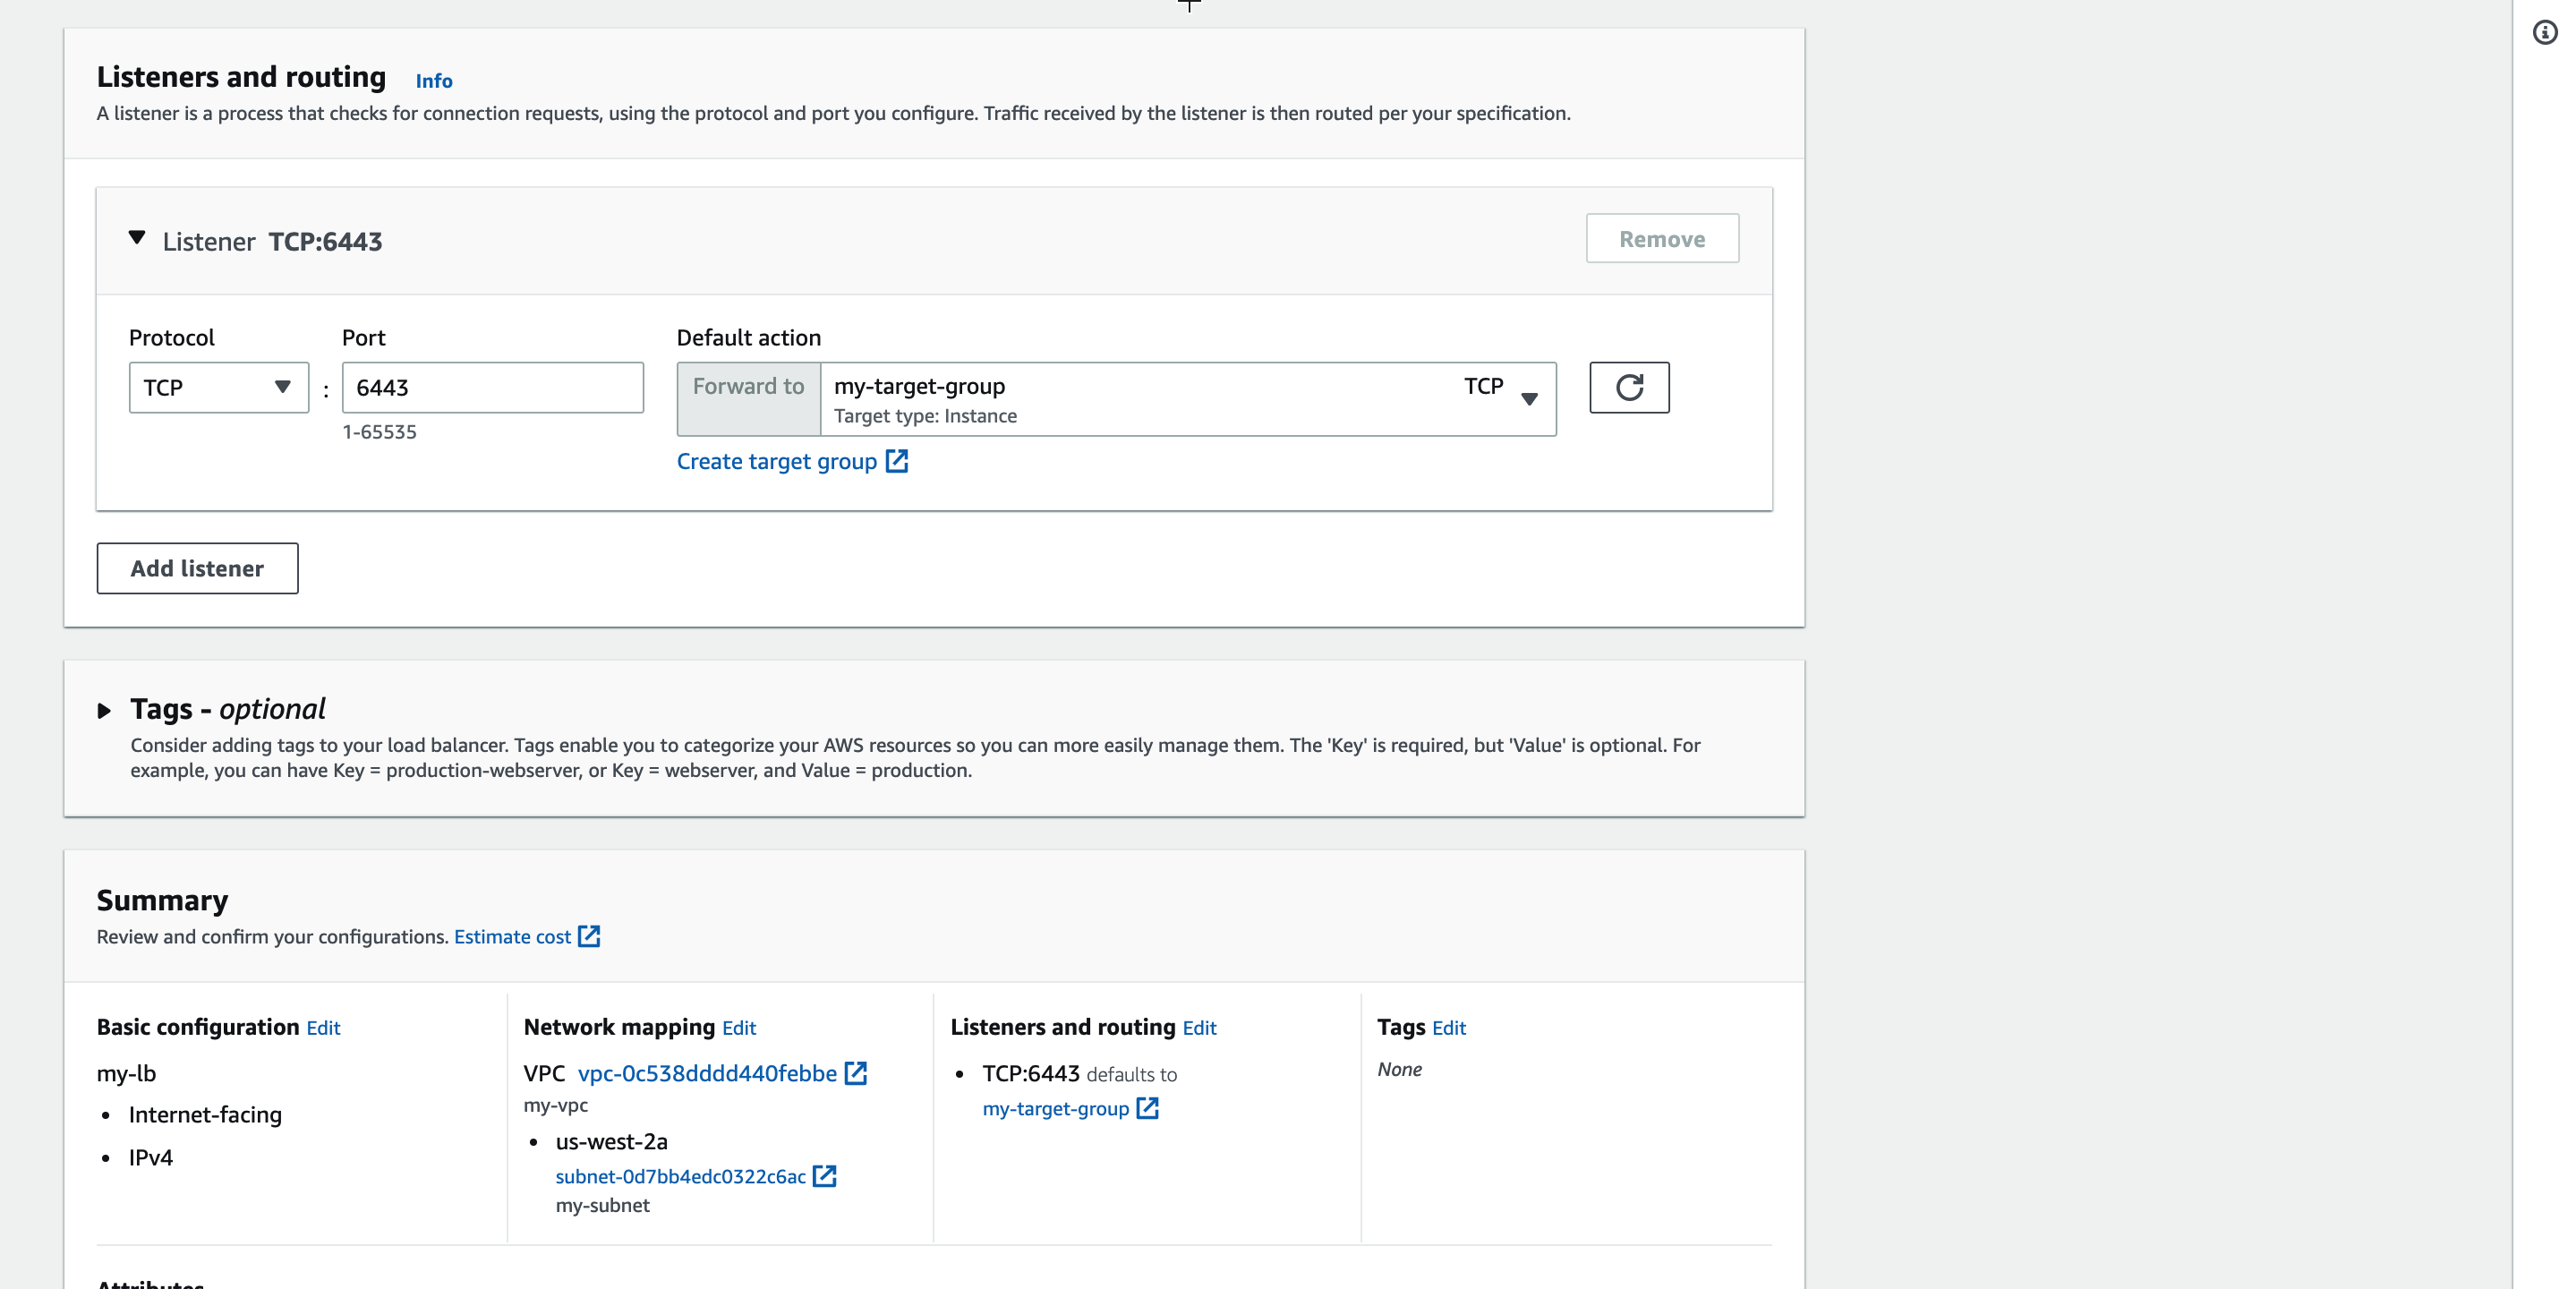 Listeners and routing Info
A listener is a process that checks for connection requests, using the protocol and port you configure. Traffic received by the listener is then routed per your specification.
Listener TCP:6443
Remove
Protocol
Port
Default action
TCP
:
6443
1-65535
Forward to
my-target-group
TCP
Target type: Instance
Create target group
Add listener
Tags - optional
Consider adding tags to your load balancer. Tags enable you to categorize your AWS resources so you can more easily manage them. The 'Key' is required, but 'Value' is optional. For
example, you can have Key = production-webserver, or Key = webserver, and Value = production.
Summary
Review and confirm your configurations. Estimate cost
Basic configuration Edit
my-lb
• Internet-facing
• IPv4
Network mapping Edit
VPC vpc-0c538dddd440febbe
my-vpc
• us-west-2a
subnet-0d7bb4edc0322c6ac
my-subnet
Listeners and routing Edit
• TCP:6443 defaults to
my-target-group
Tags Edit
None
Attributes